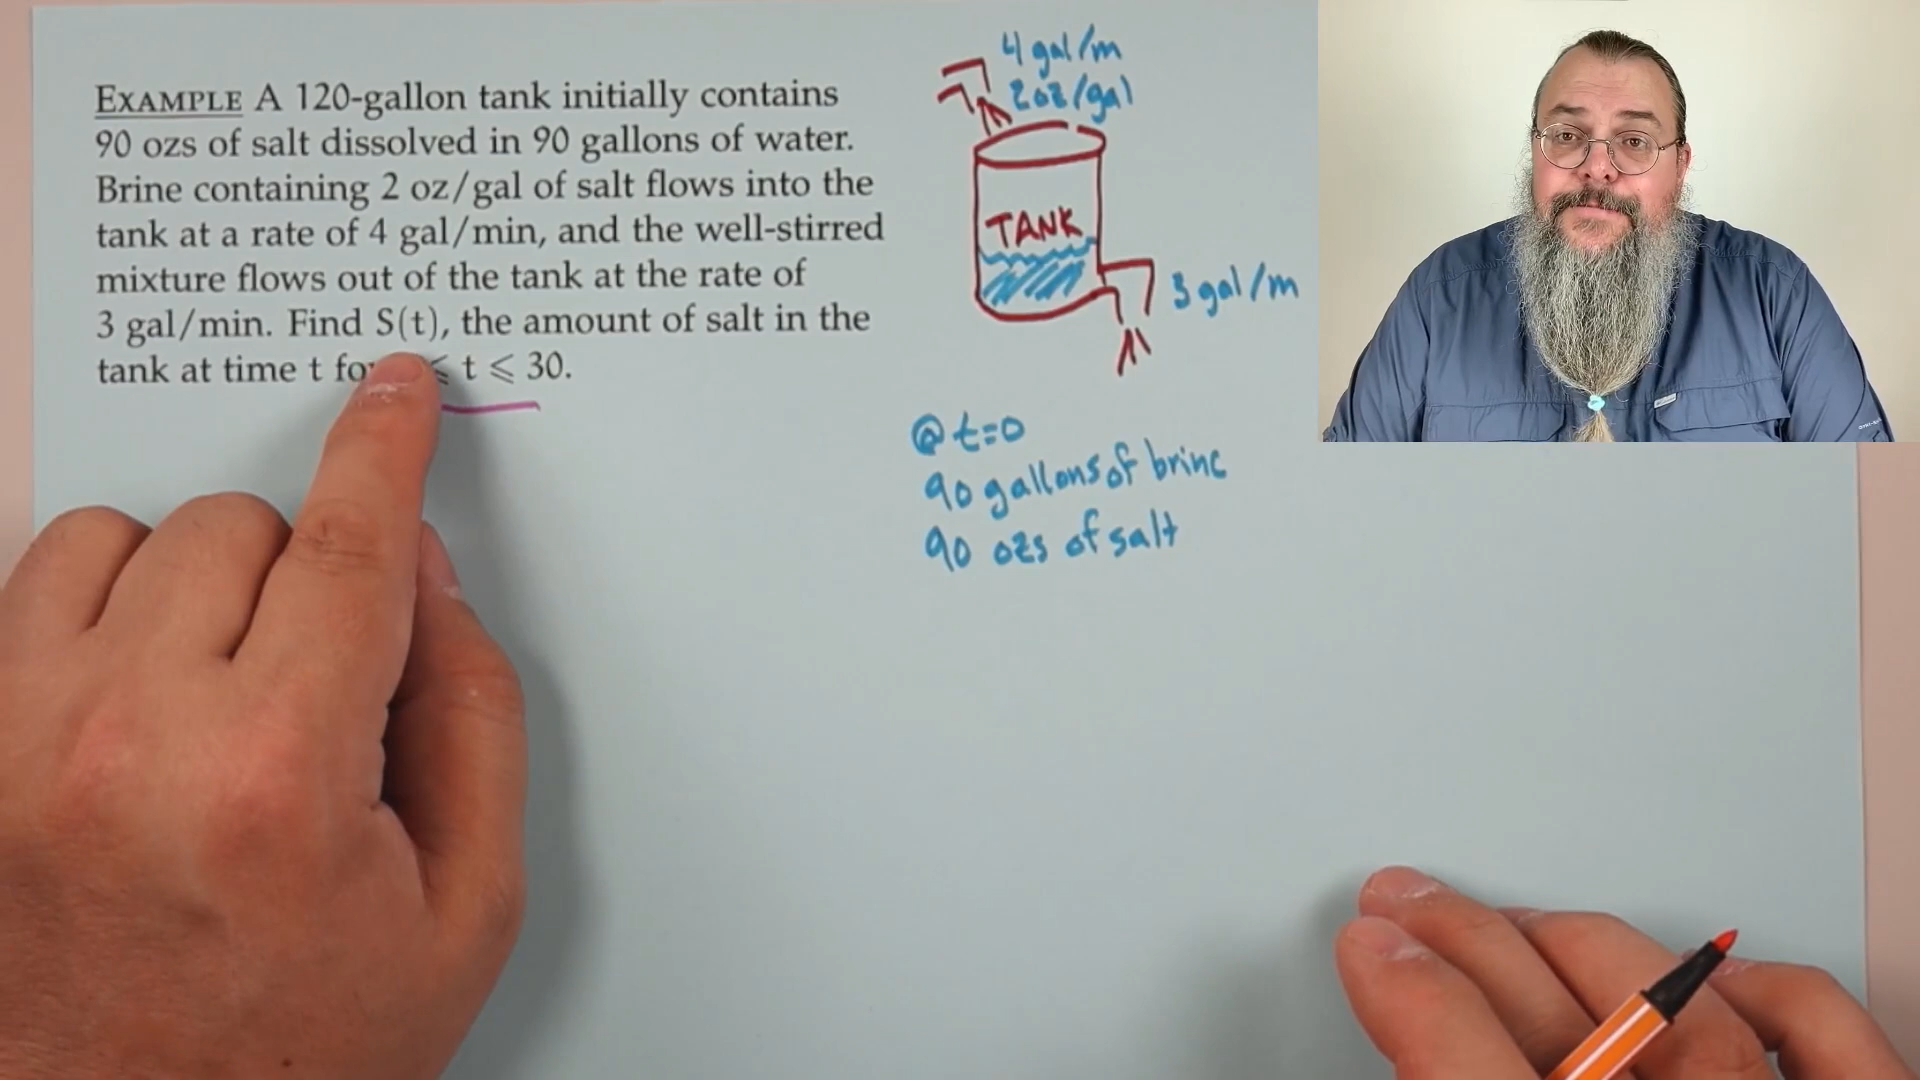 EXAMPLE A 120-gallon tank initially contains
90 ozs of salt dissolved in 90 gallons of water.
Brine containing 2 oz/gal of salt flows into the
tank at a rate of 4 gal/min, and the well-stirred
mixture flows out of the tank at the rate of
3 gal/min. Find S(t), the amount of salt in the
tank at time t ⩽ t ⩽ 30.
4 gal/m
2oz/gal
TANK
3 gal/m
@ t=0
90 gallons of brine
90 ozs of salt